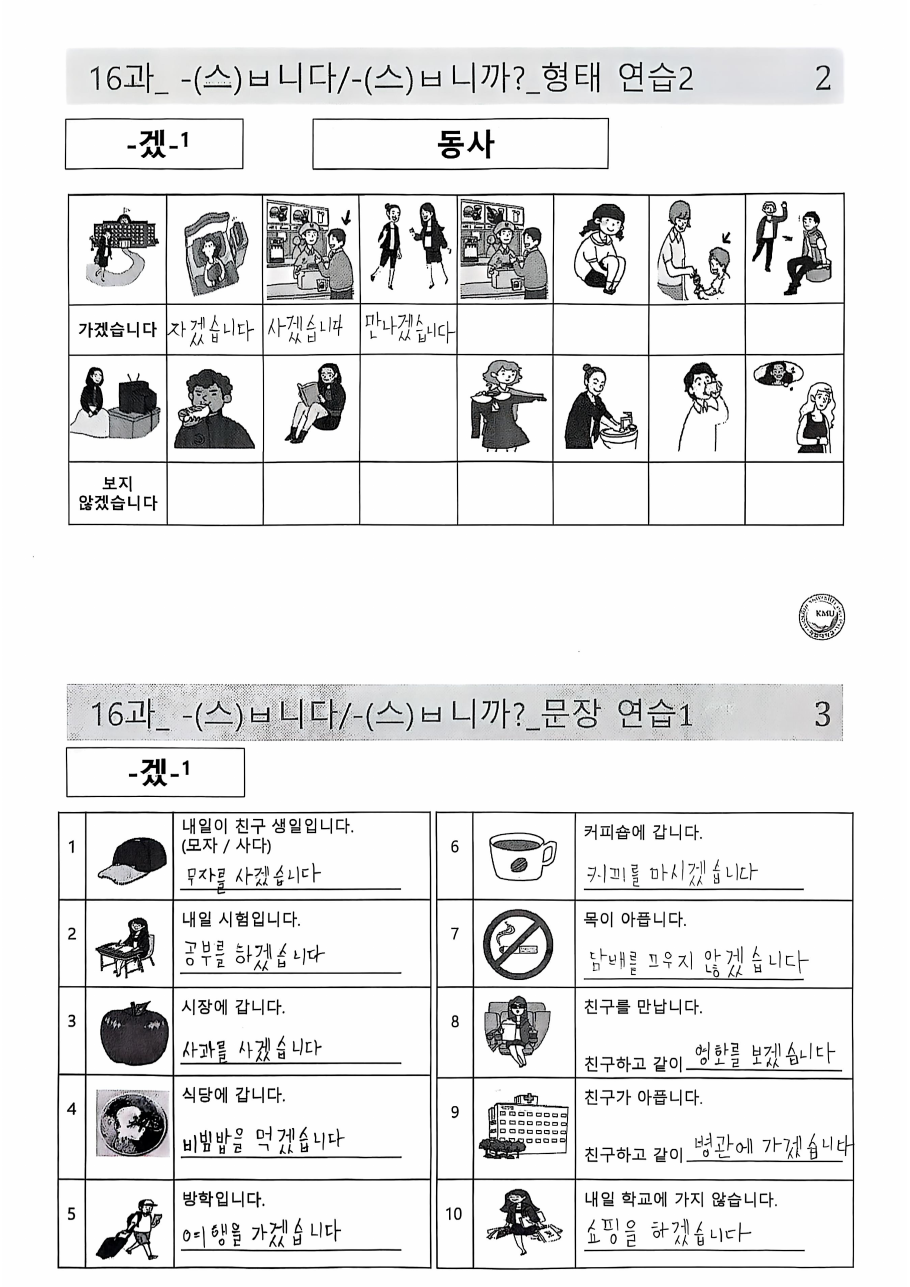 16과_ -(스)ㅂ니다/-(스)ㅂ니까?_형태 연습2 2
-겠-¹ 동사
가겠습니다 자겠습니다 사겠습니다 만나겠습니다
보지
않겠습니다
KMU
16과_ -(스)ㅂ니다/-(스)ㅂ니까?_문장 연습1 3
-겠-¹
1 내일이 친구 생일입니다.
(모자 / 사다)
무자를 사겠습니다
2 내일 시험입니다.
공부를 하겠습니다
3 시장에 갑니다.
사과를 사겠습니다
4 식당에 갑니다.
비빔밥을 먹겠습니다
5 방학입니다.
여행를 가겠습니다
6 커피숍에 갑니다.
커끼를 마시겠습니다
7 목이 아픕니다.
담배를 끄우지 않겠습니다
8 친구를 만납니다.
친구하고 같이 영화를 보겠습니다
9 친구가 아픕니다.
친구하고 같이 병관에 가겠습니다
10 내일 학교에 가지 않습니다.
쇼핑을 하겠습니다